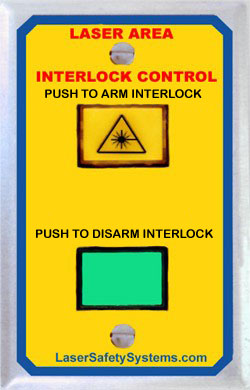 LASER AREA
INTERLOCK CONTROL
PUSH TO ARM INTERLOCK
PUSH TO DISARM INTERLOCK
LaserSafetySystems.com